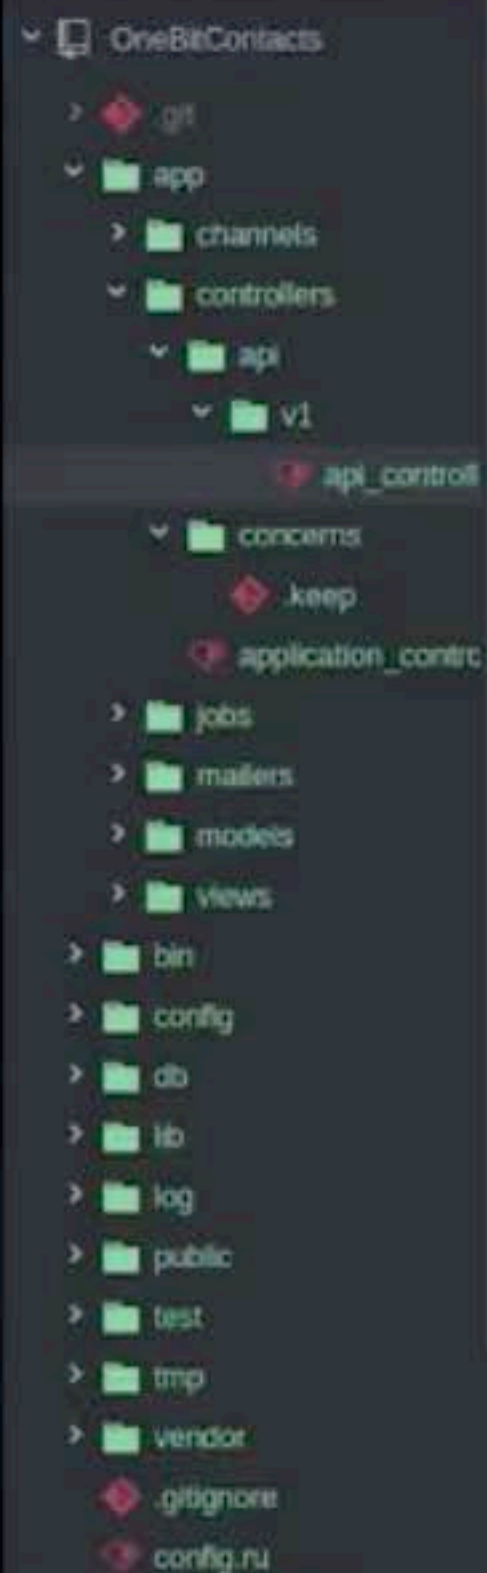 OneBitContacts
.git
app
channels
controllers
api
v1
api_controll
concerns
.keep
application_contrc
jobs
mailers
models
views
bin
config
db
lib
log
public
test
tmp
vendor
.gitignore
config.ru